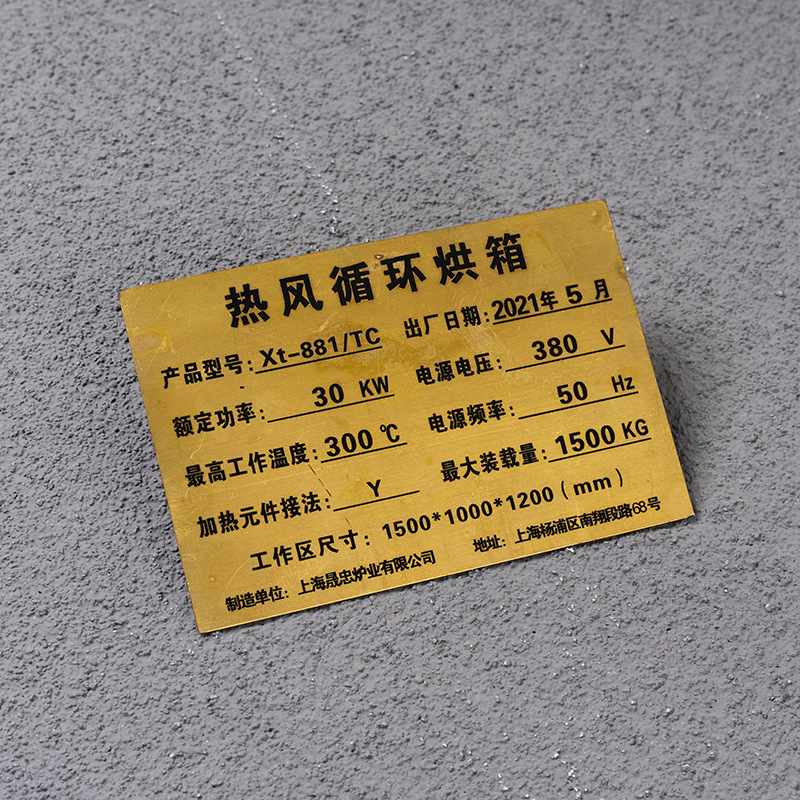 热风循环烘箱
产品型号: Xt-881/TC 出厂日期: 2021年 5 月
额定功率: 30 KW 电源电压: 380 V
最高工作温度: 300 ℃ 电源频率: 50 Hz
加热元件接法: Y 最大装载量: 1500 KG
工作区尺寸: 1500*1000*1200(mm)
制造单位: 上海晟忠炉业有限公司 地址: 上海杨浦区南翔段路68号